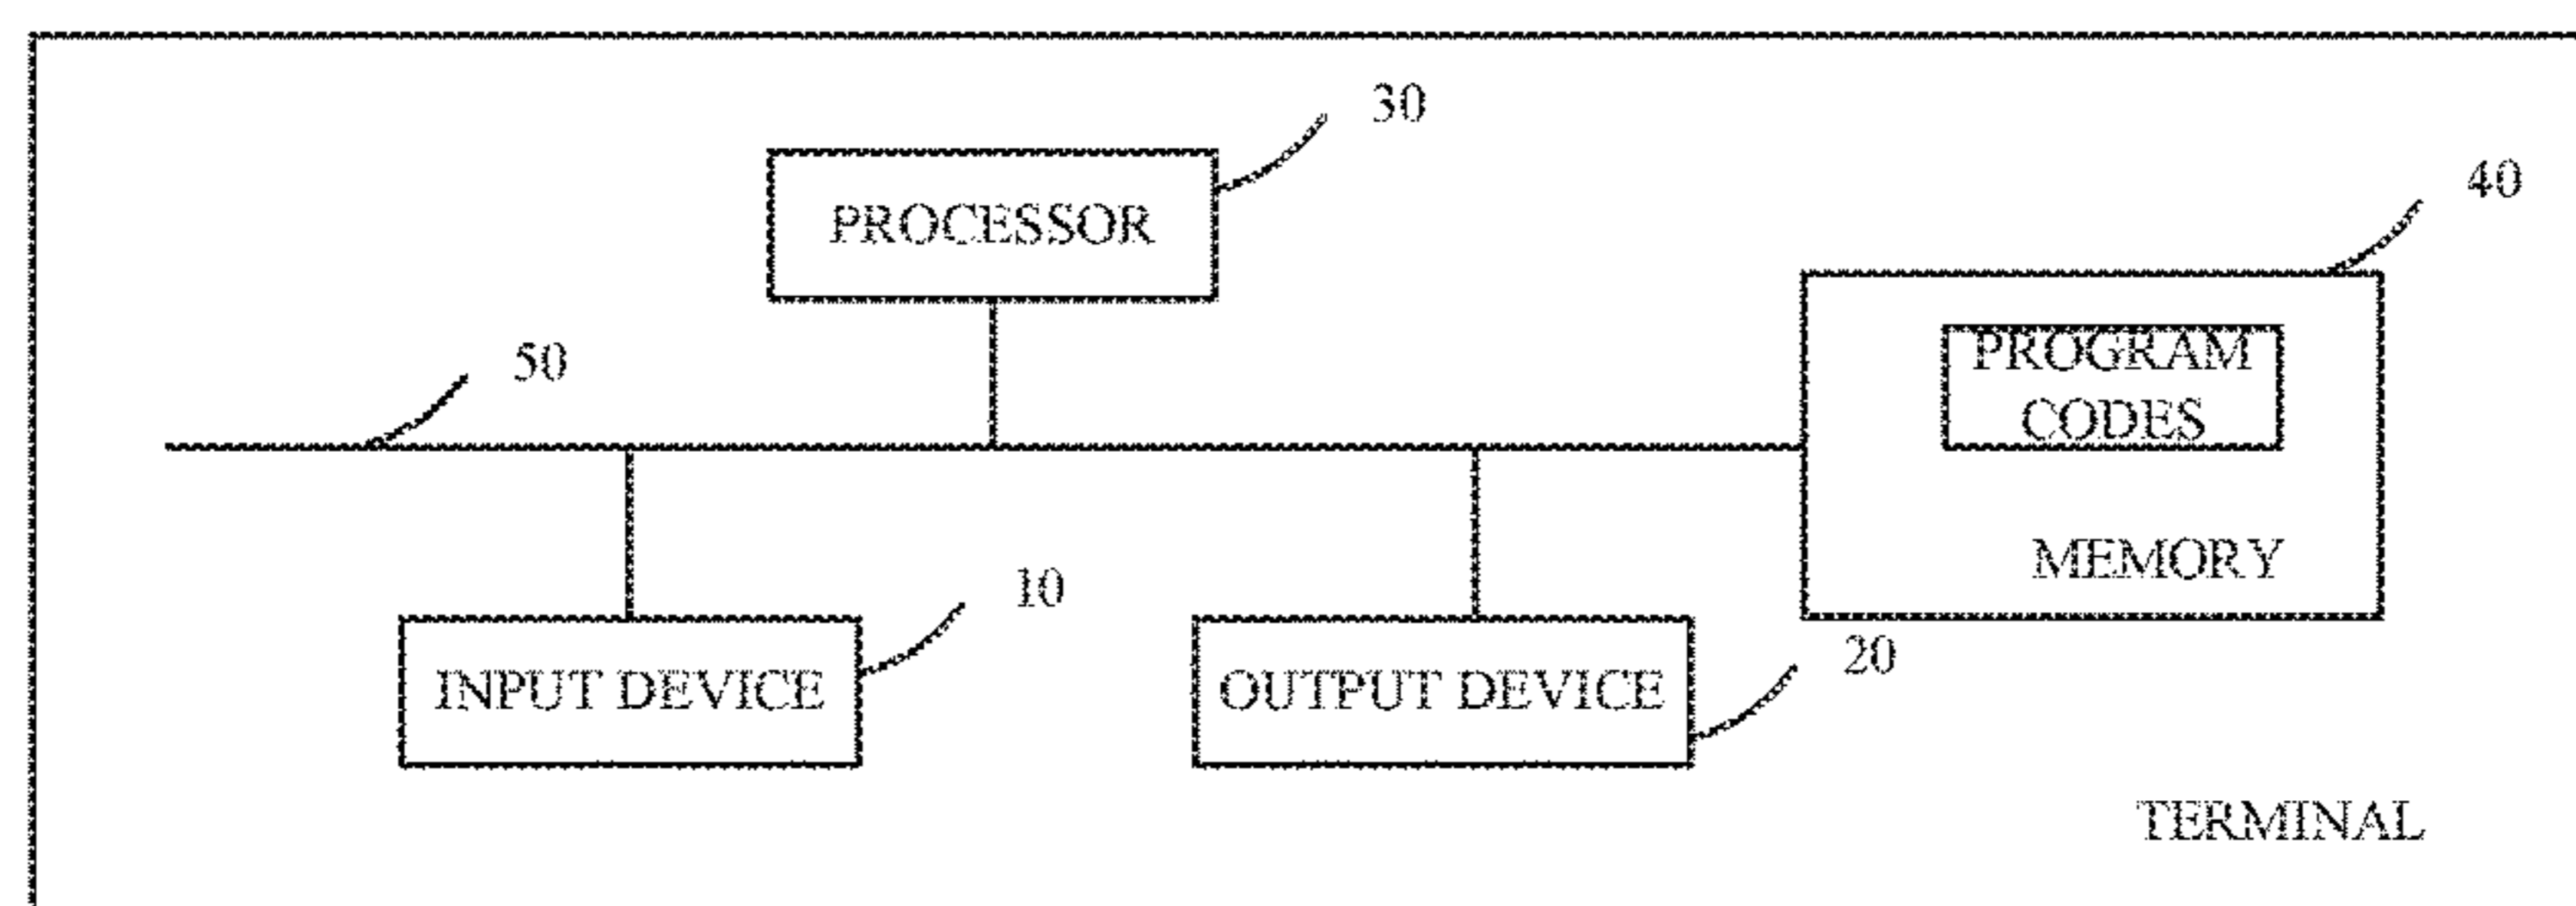 30
PROCESSOR
40
50
PROGRAM
CODES
MEMORY
10
20
INPUT DEVICE
OUTPUT DEVICE
TERMINAL